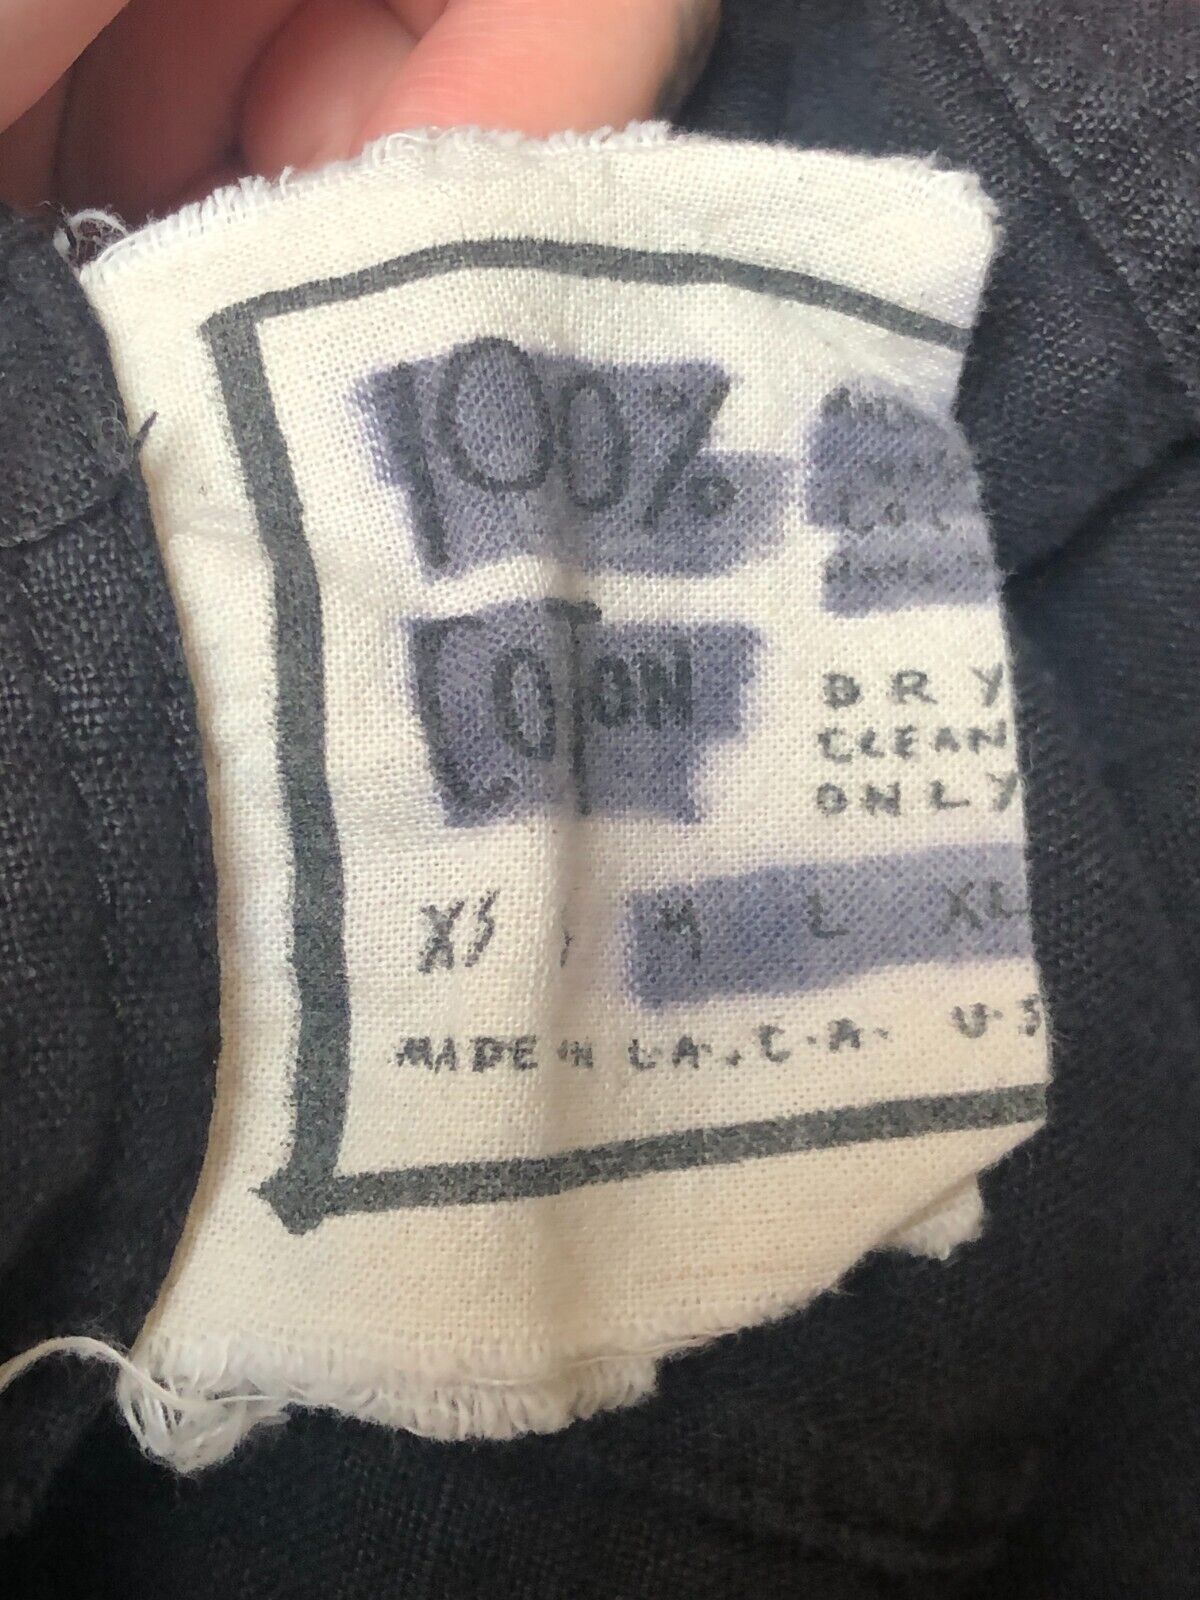 100%
COTTON
DRY
CLEAN
ONLY
XS M L XL
MADE IN L.A., C.A. U.S